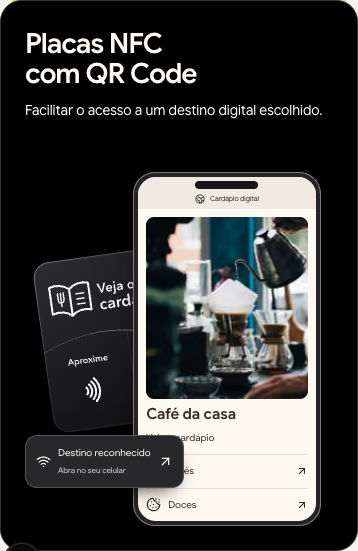 Placas NFC
com QR Code
Facilitar o acesso a um destino digital escolhido.
Cardápio digital
Veja o
Aproxime
Café da casa
cardápio
Destino reconhecido
Abra no seu celular
Doces